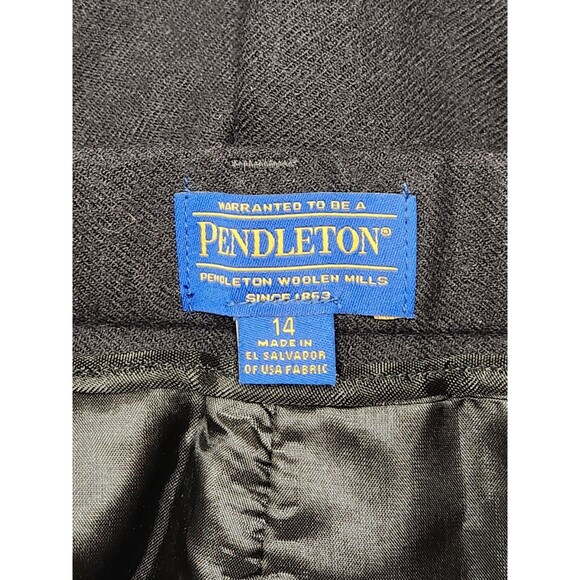 WARRANTED TO BE A
PENDLETON®
PENDLETON WOOLEN MILLS
SINCE 1863
14
MADE IN
EL SALVADOR
OF USA FABRIC